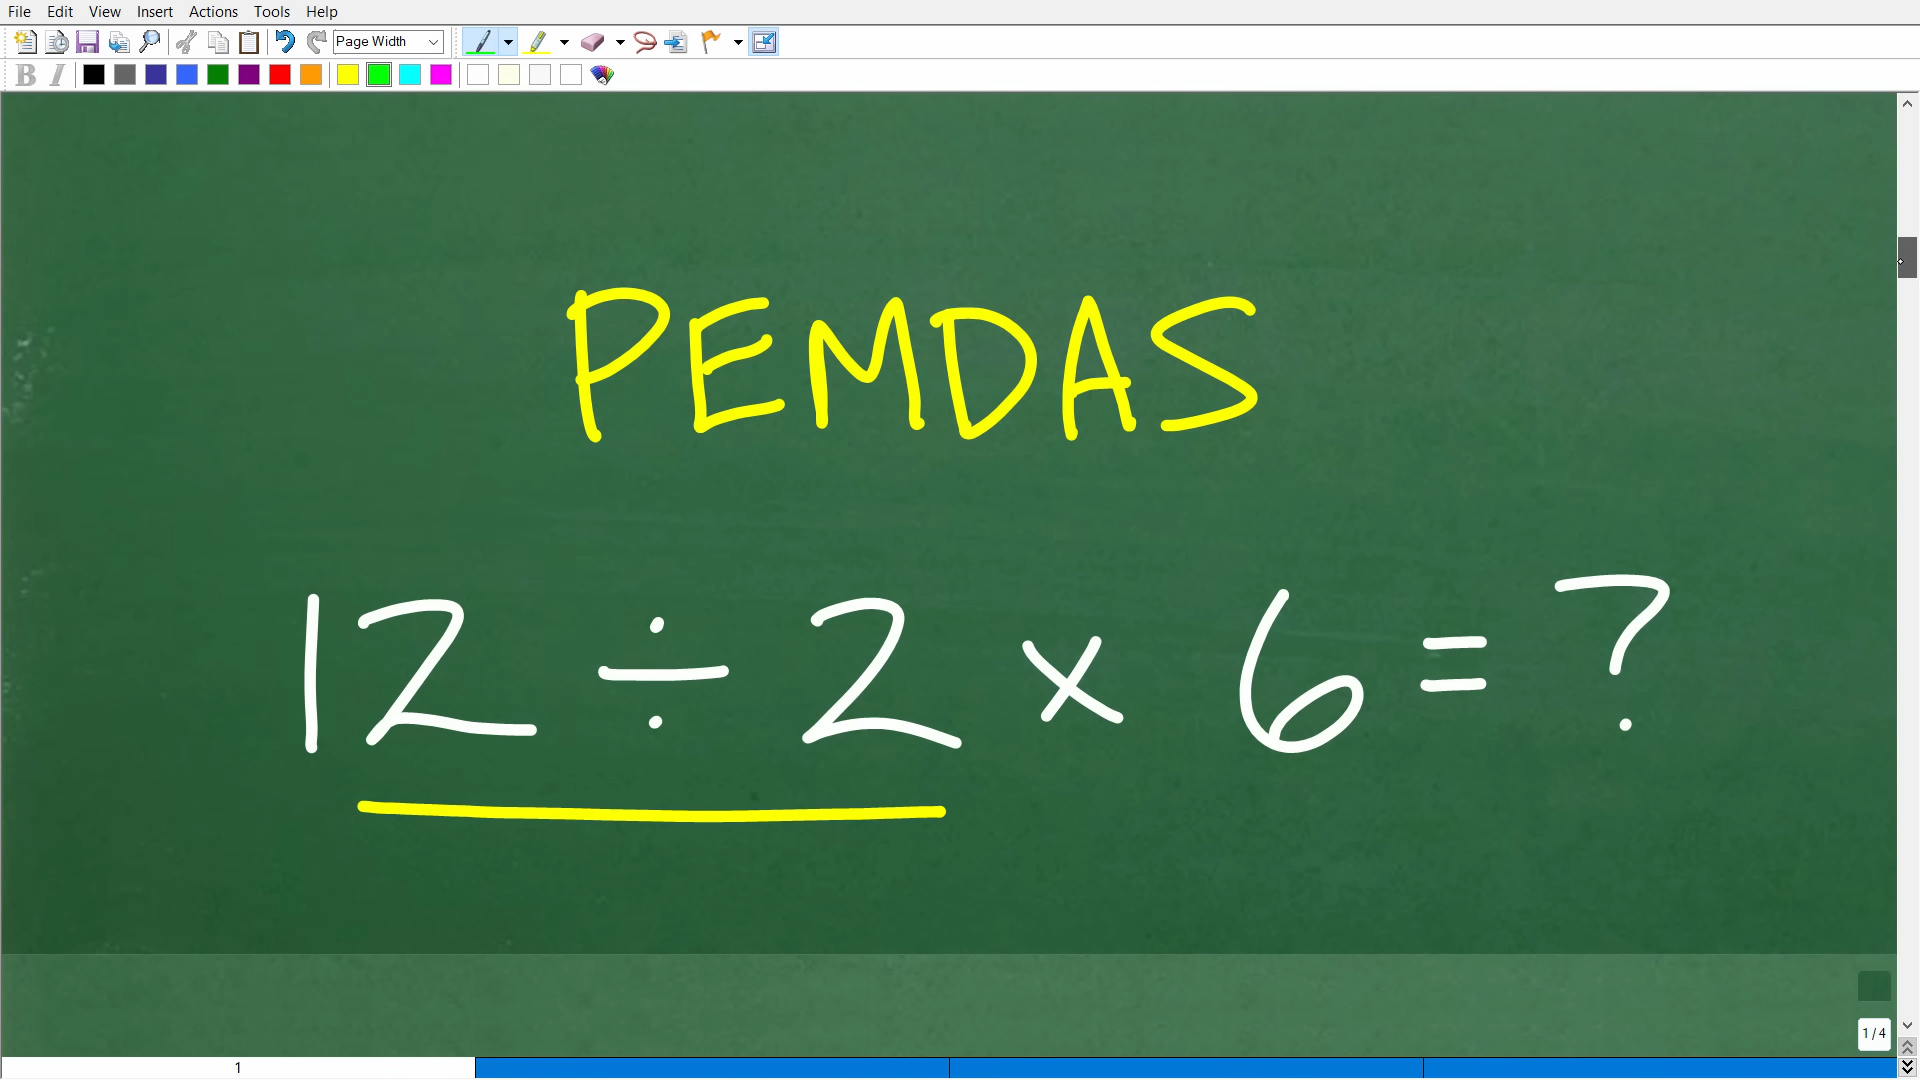 File Edit View Insert Actions Tools Help
Page Width
B I
PEMDAS
12 ÷ 2 × 6 = ?
1 / 4
1